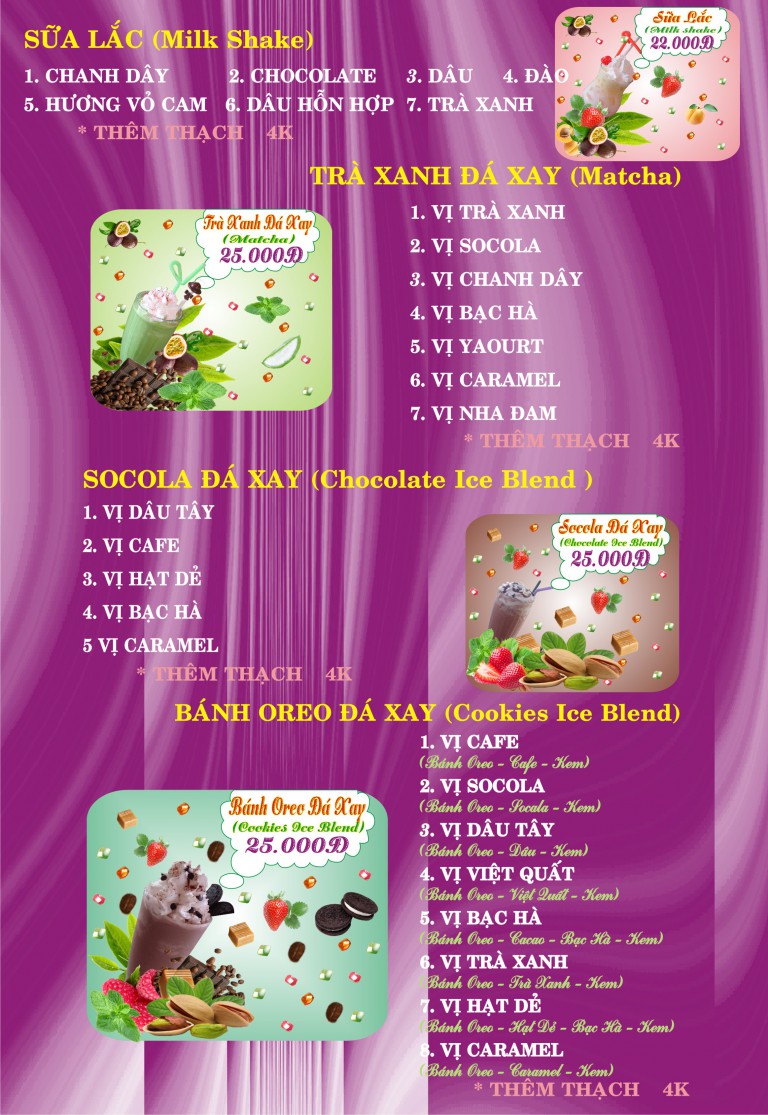 SỮA LẮC (Milk Shake)
1. CHANH DÂY 2. CHOCOLATE 3. DÂU 4. ĐÀO
5. HƯƠNG VỎ CAM 6. DÂU HỖN HỢP 7. TRÀ XANH
* THÊM THẠCH 4K
Sữa Lắc
(Milk shake)
22.000Đ
TRÀ XANH ĐÁ XAY (Matcha)
1. VỊ TRÀ XANH
2. VỊ SOCOLA
3. VỊ CHANH DÂY
4. VỊ BẠC HÀ
5. VỊ YAOURT
6. VỊ CARAMEL
7. VỊ NHA ĐAM
* THÊM THẠCH 4K
Trà Xanh Đá Xay
(Matcha)
25.000Đ
SOCOLA ĐÁ XAY (Chocolate Ice Blend )
1. VỊ DÂU TÂY
2. VỊ CAFE
3. VỊ HẠT DẺ
4. VỊ BẠC HÀ
5 VỊ CARAMEL
* THÊM THẠCH 4K
Socola Đá Xay
(Chocolate Ice Blend)
25.000Đ
BÁNH OREO ĐÁ XAY (Cookies Ice Blend)
1. VỊ CAFE
(Bánh Oreo - Cafe - Kem)
2. VỊ SOCOLA
(Bánh Oreo - Socala - Kem)
3. VỊ DÂU TÂY
(Bánh Oreo - Dâu - Kem)
4. VỊ VIỆT QUẤT
(Bánh Oreo - Việt Quất - Kem)
5. VỊ BẠC HÀ
(Bánh Oreo - Cacao - Bạc Hà - Kem)
6. VỊ TRÀ XANH
(Bánh Oreo - Trà Xanh - Kem)
7. VỊ HẠT DẺ
(Bánh Oreo - Hạt Dẻ - Bạc Hà - Kem)
8. VỊ CARAMEL
(Bánh Oreo - Caramel - Kem)
* THÊM THẠCH 4K
Bánh Oreo Đá Xay
(Cookies Ice Blend)
25.000Đ